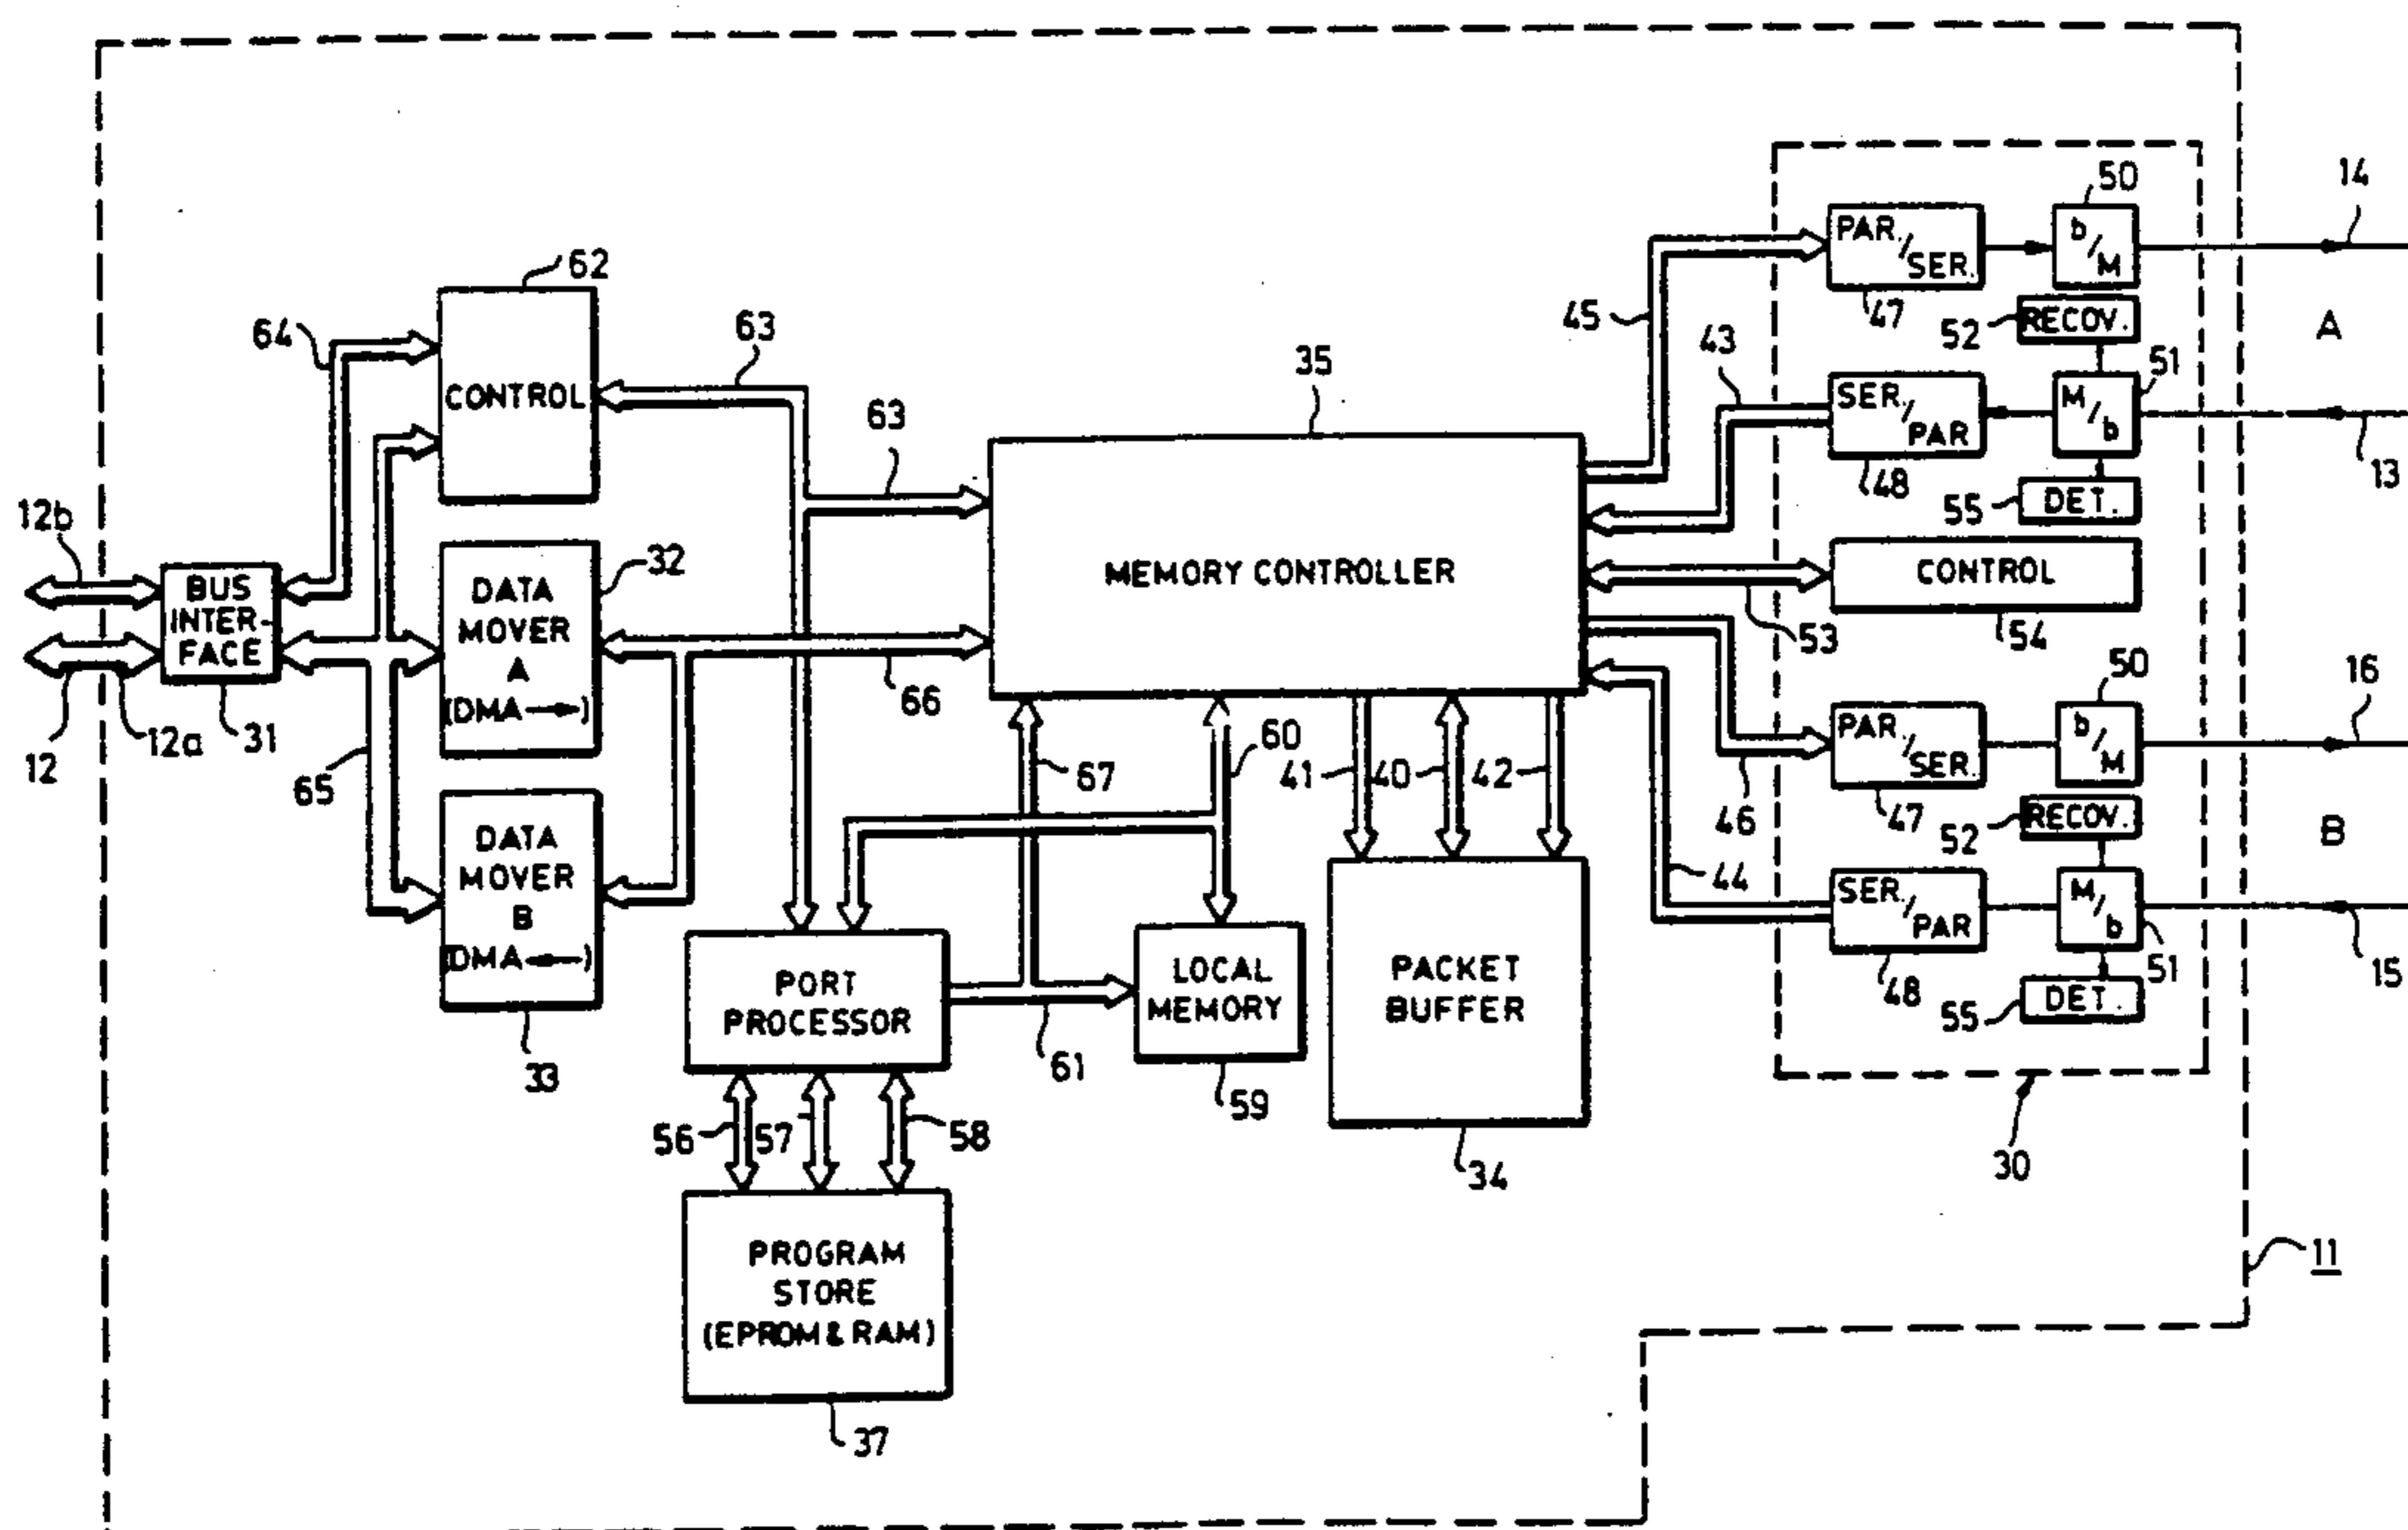 14
50
PAR./SER.
b/M
47
52
RECOV.
A
45
43
51
SER./PAR
M/b
48
13
55
DET.
62
64
CONTROL
63
63
35
MEMORY CONTROLLER
CONTROL
53
54
12b
BUS
INTER-
FACE
12
12a
31
32
DATA
MOVER
A
(DMA→)
66
65
DATA
MOVER
B
(DMA←)
33
67
60
41
40
42
50
16
PAR./SER.
b/M
46
47
52
RECOV.
B
44
SER./PAR
M/b
48
51
15
55
DET.
PORT
PROCESSOR
61
LOCAL
MEMORY
59
PACKET
BUFFER
34
30
56
57
58
PROGRAM
STORE
(EPROM & RAM)
37
11